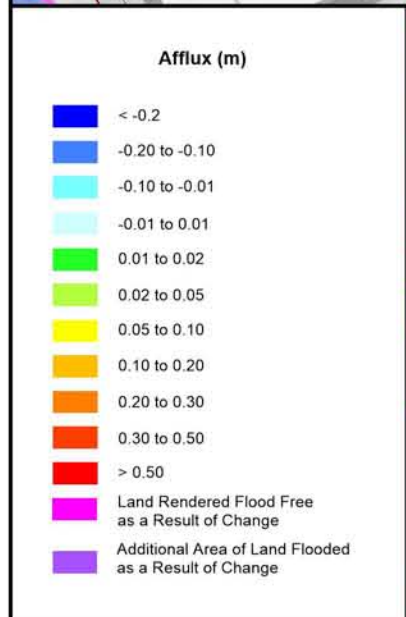 Afflux (m)
< -0.2
-0.20 to -0.10
-0.10 to -0.01
-0.01 to 0.01
0.01 to 0.02
0.02 to 0.05
0.05 to 0.10
0.10 to 0.20
0.20 to 0.30
0.30 to 0.50
> 0.50
Land Rendered Flood Free
as a Result of Change
Additional Area of Land Flooded
as a Result of Change